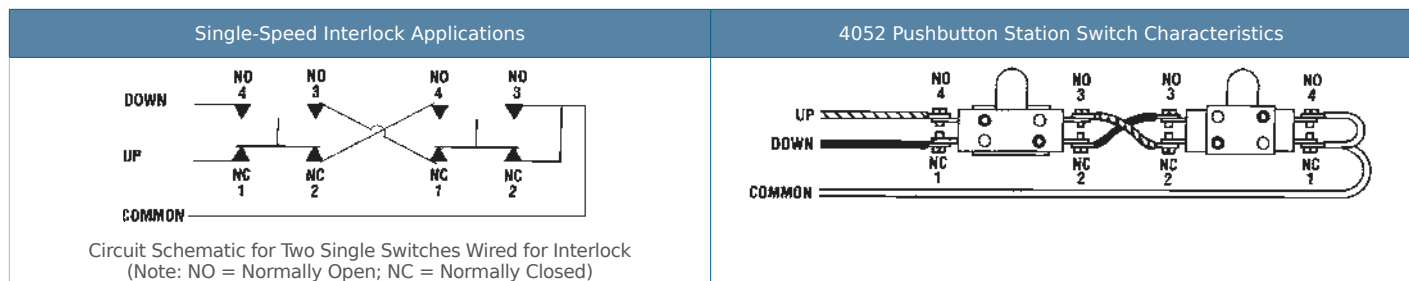 Single-Speed Interlock Applications
4052 Pushbutton Station Switch Characteristics
NO NO NO NO
4 3 4 3
DOWN
UP
NC NC NC NC
1 2 1 2
COMMON
Circuit Schematic for Two Single Switches Wired for Interlock
(Note: NO = Normally Open; NC = Normally Closed)
NO NO NO NO
4 3 3 4
UP
DOWN
NC NC NC NC
1 2 2 1
COMMON